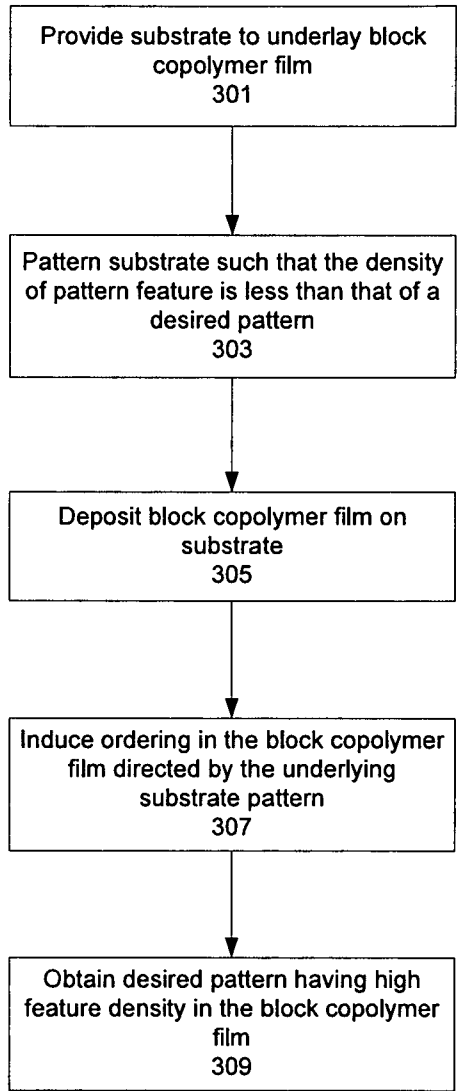 Provide substrate to underlay block
copolymer film
301
Pattern substrate such that the density
of pattern feature is less than that of a
desired pattern
303
Deposit block copolymer film on
substrate
305
Induce ordering in the block copolymer
film directed by the underlying
substrate pattern
307
Obtain desired pattern having high
feature density in the block copolymer
film
309